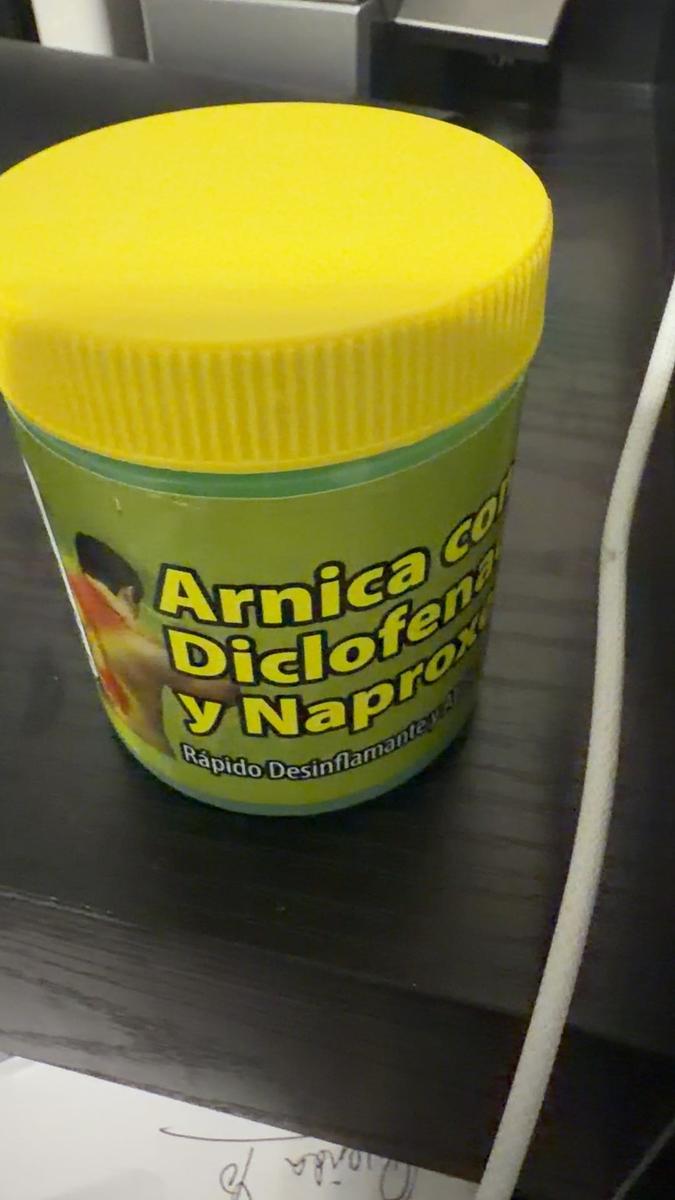 Arnica con
Diclofena
y Naprox
Rápido Desinflamante y